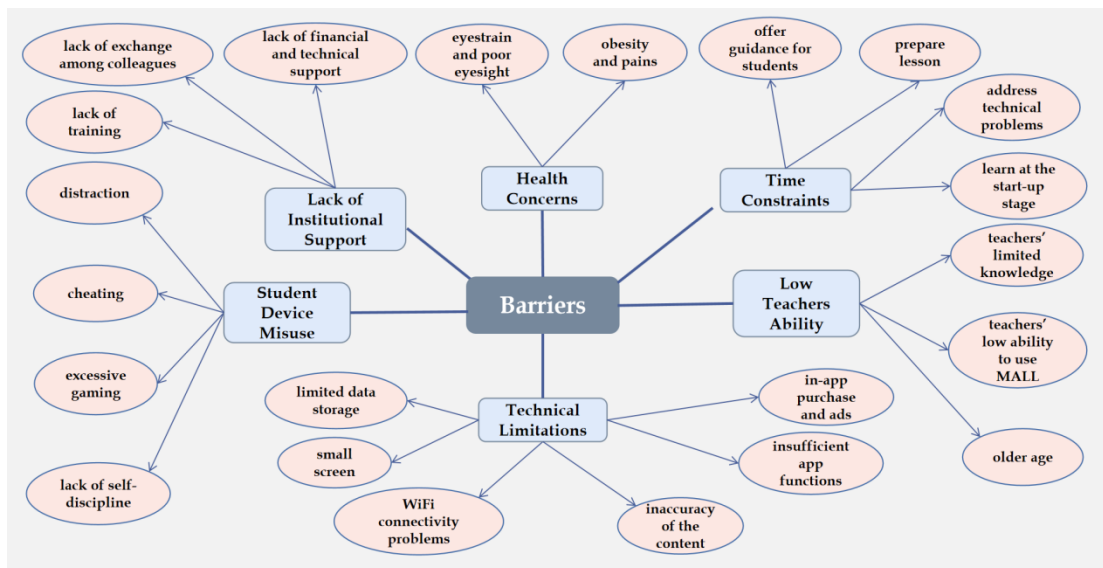 lack of exchange
among colleagues
lack of financial
and technical
support
eyestrain
and poor
eyesight
obesity
and pains
offer
guidance for
students
prepare
lesson
lack of
training
address
technical
problems
distraction
Lack of
Institutional
Support
Health
Concerns
Time
Constraints
learn at the
start-up
stage
teachers’
limited
knowledge
cheating
Student
Device
Misuse
Barriers
Low
Teachers
Ability
teachers’
low ability
to use
MALL
excessive
gaming
limited data
storage
Technical
Limitations
in-app
purchase
and ads
small
screen
insufficient
app
functions
older age
lack of self-
discipline
WiFi
connectivity
problems
inaccuracy
of the
content